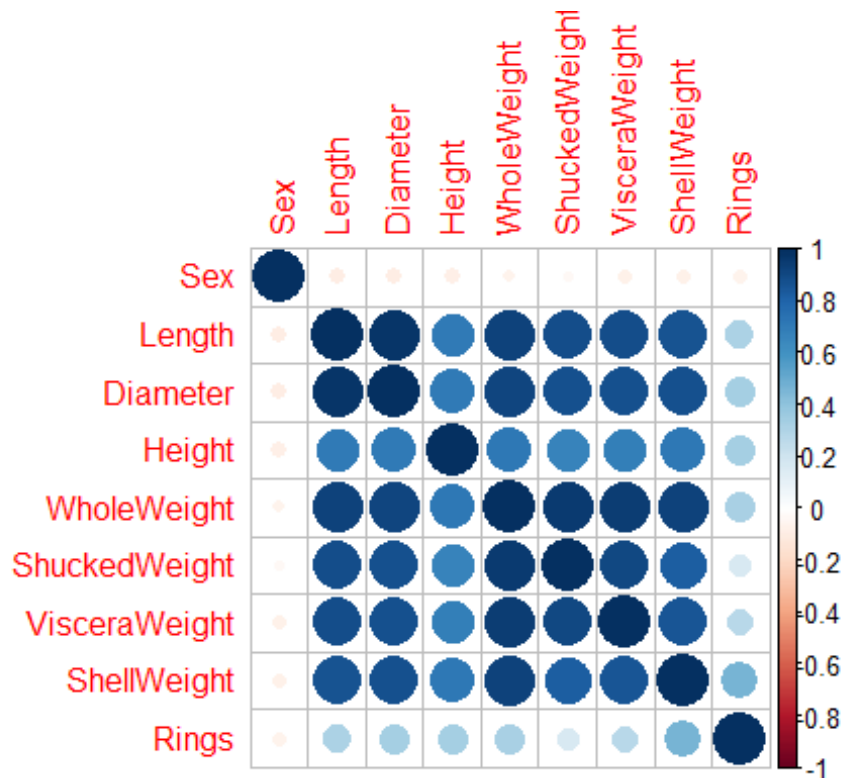 Sex
Length
Diameter
Height
WholeWeight
ShuckedWeight
VisceraWeight
ShellWeight
Rings
Sex
Length
Diameter
Height
WholeWeight
ShuckedWeight
VisceraWeight
ShellWeight
Rings
1
0.8
0.6
0.4
0.2
0
-0.2
-0.4
-0.6
-0.8
-1